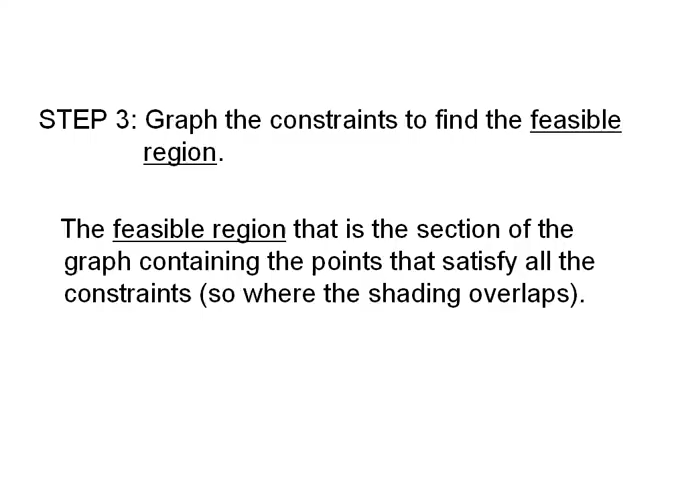 STEP 3: Graph the constraints to find the feasible
region.
The feasible region that is the section of the
graph containing the points that satisfy all the
constraints (so where the shading overlaps).